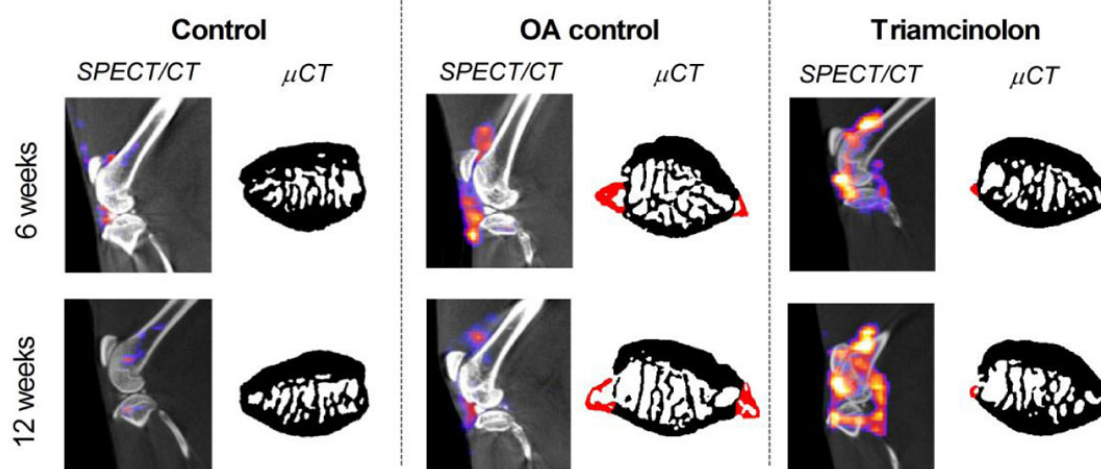 Control OA control Triamcinolon
SPECT/CT μCT SPECT/CT μCT SPECT/CT μCT
6 weeks
12 weeks